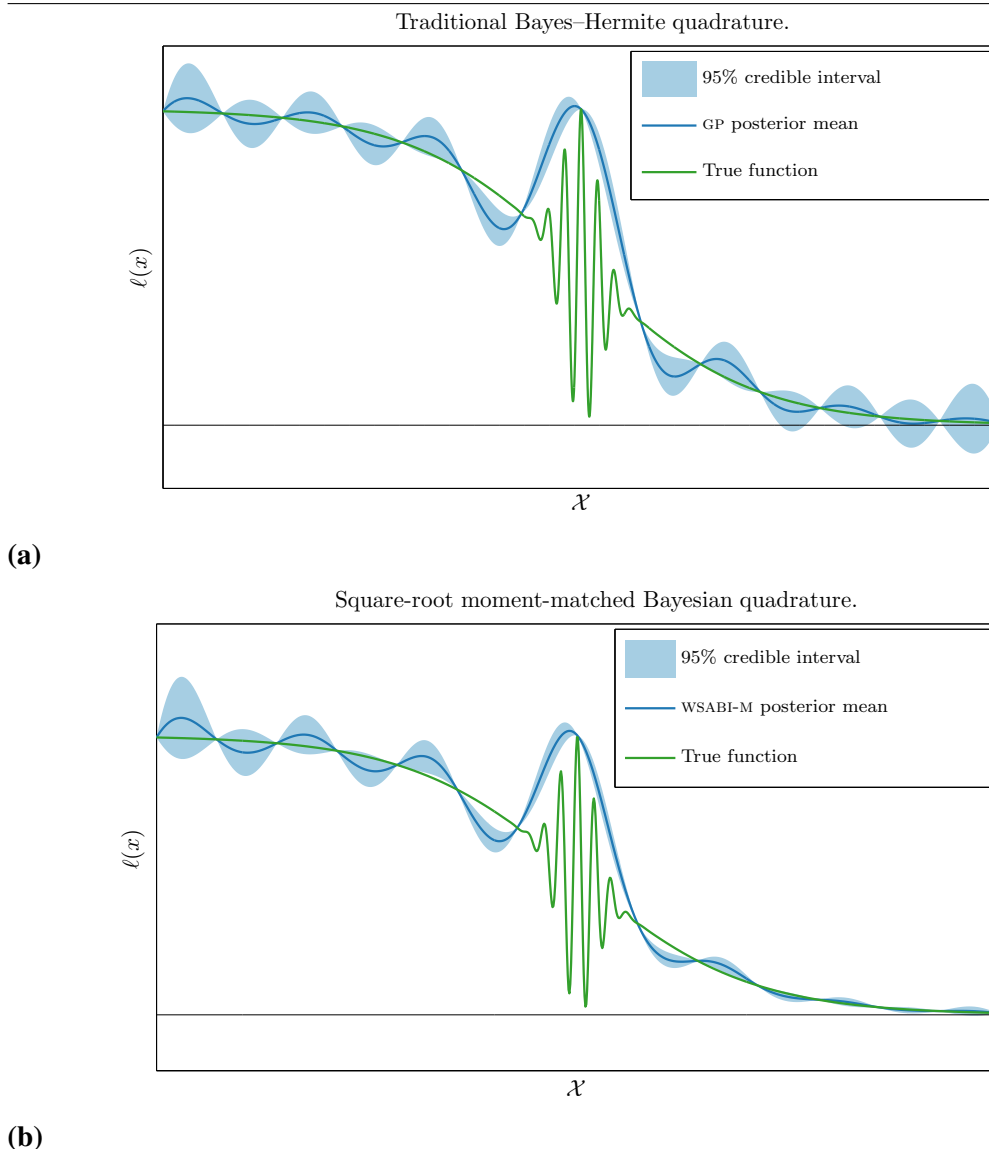 Traditional Bayes–Hermite quadrature.
95% credible interval
GP posterior mean
True function
ℓ(x)
𝒳
(a)
Square-root moment-matched Bayesian quadrature.
95% credible interval
WSABI-M posterior mean
True function
ℓ(x)
𝒳
(b)